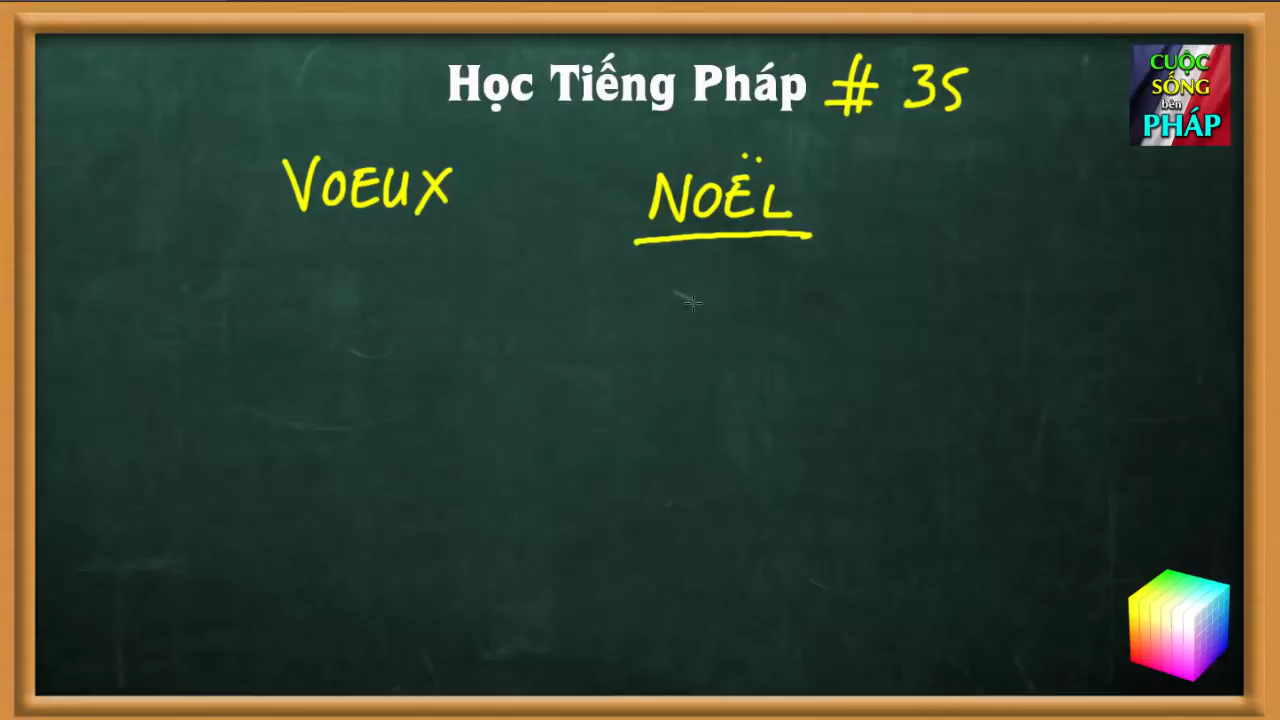 Học Tiếng Pháp # 35
CUỘC
SỐNG
bên
PHÁP
VOEUX NOËL